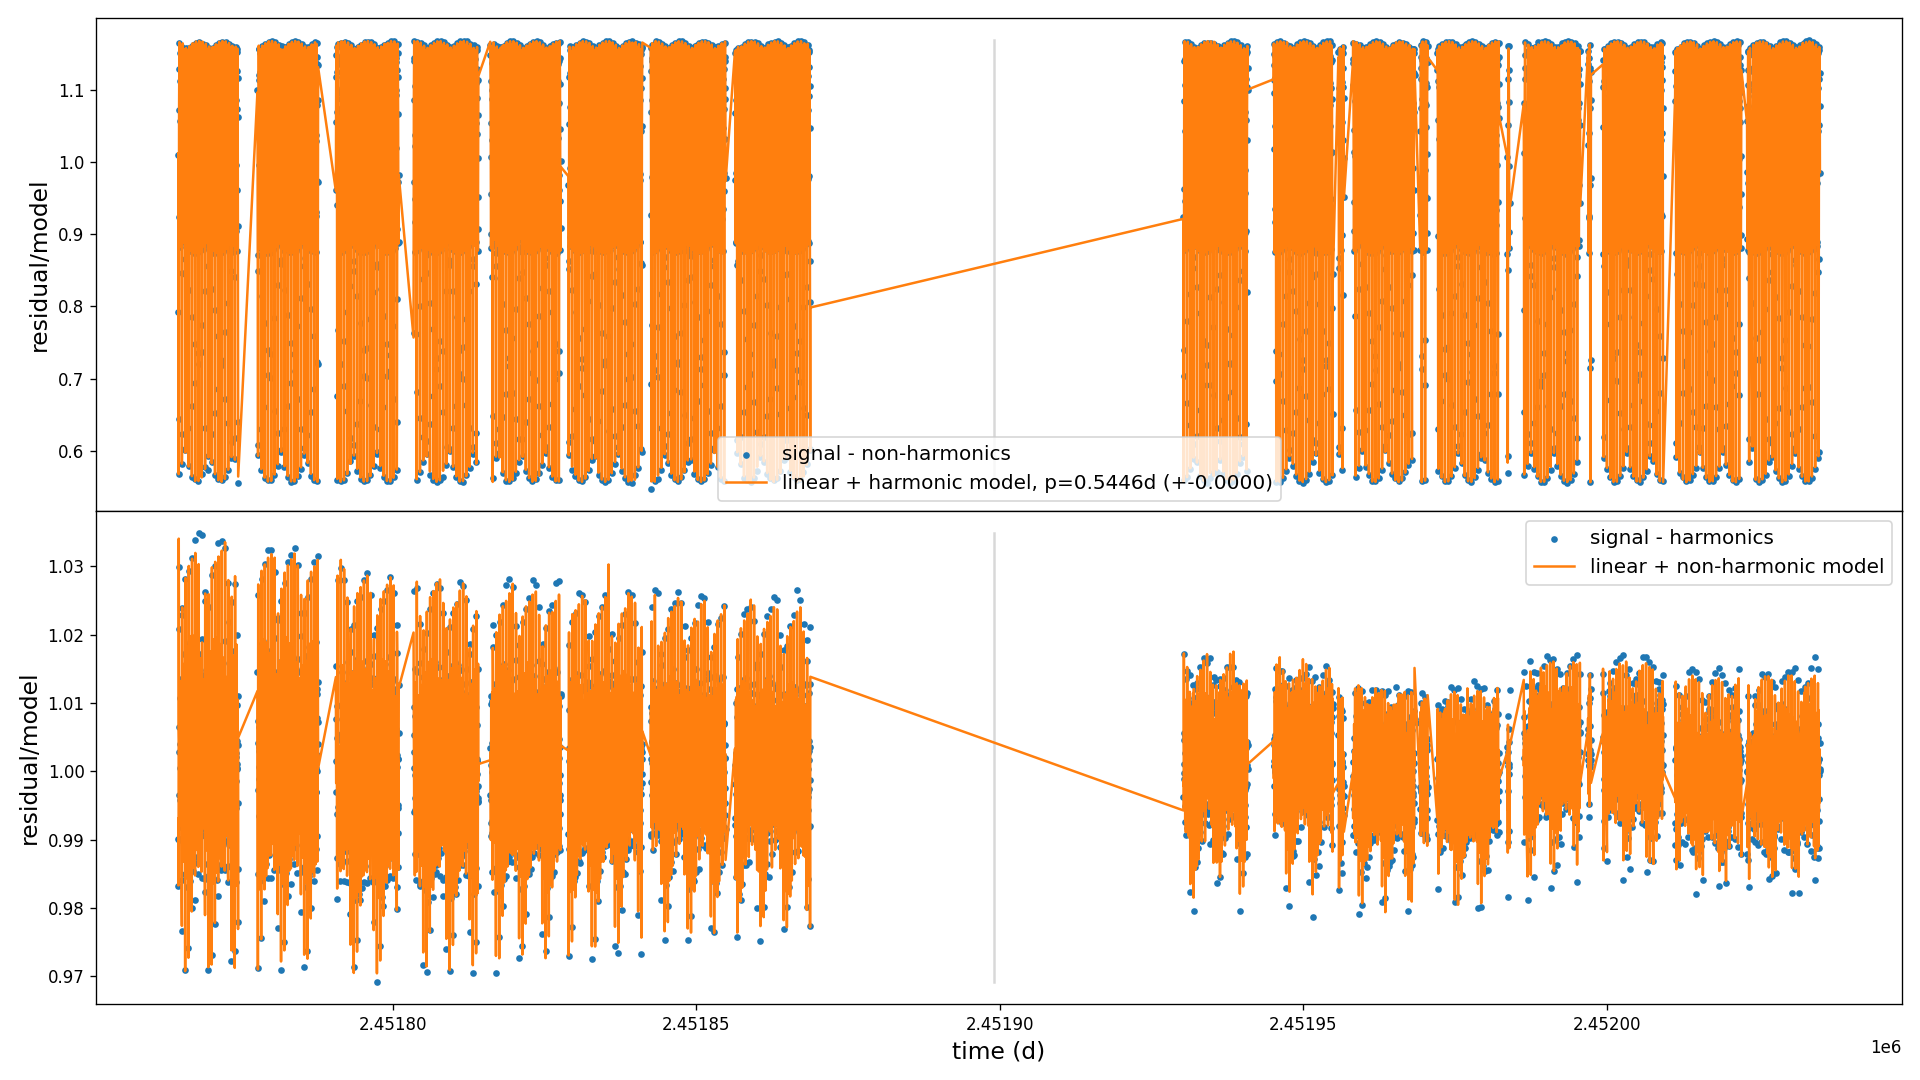 residual/model
1.1
1.0
0.9
0.8
0.7
0.6
signal - non-harmonics
linear + harmonic model, p=0.5446d (+-0.0000)
residual/model
1.03
1.02
1.01
1.00
0.99
0.98
0.97
signal - harmonics
linear + non-harmonic model
2.45180
2.45185
2.45190
2.45195
2.45200
time (d)
1e6